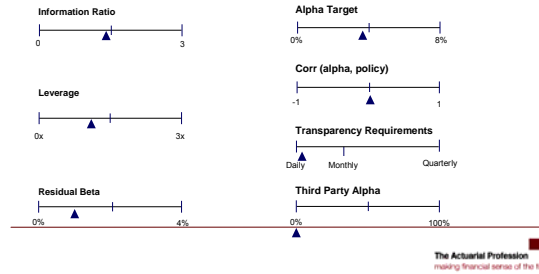 Information Ratio
0 3
Leverage
0x 3x
Residual Beta
0% 4%
Alpha Target
0% 8%
Corr (alpha, policy)
-1 1
Transparency Requirements
Daily Monthly Quarterly
Third Party Alpha
0% 100%
The Actuarial Profession
making financial sense of the